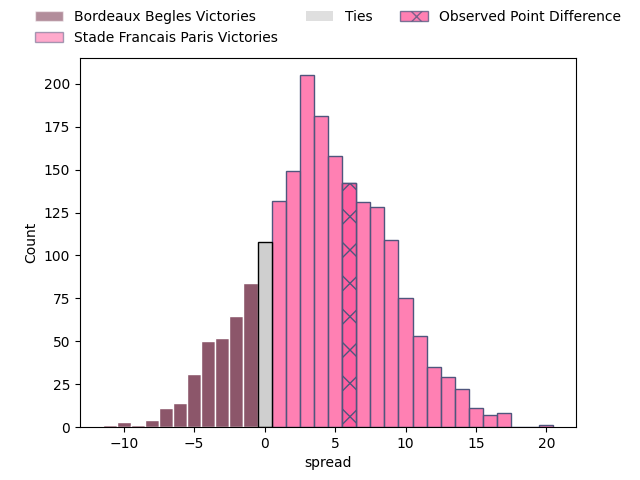 Bordeaux Begles Victories
Stade Francais Paris Victories
Ties
Observed Point Difference
Count
200
175
150
125
100
75
50
25
0
−10
−5
0
5
10
15
20
spread